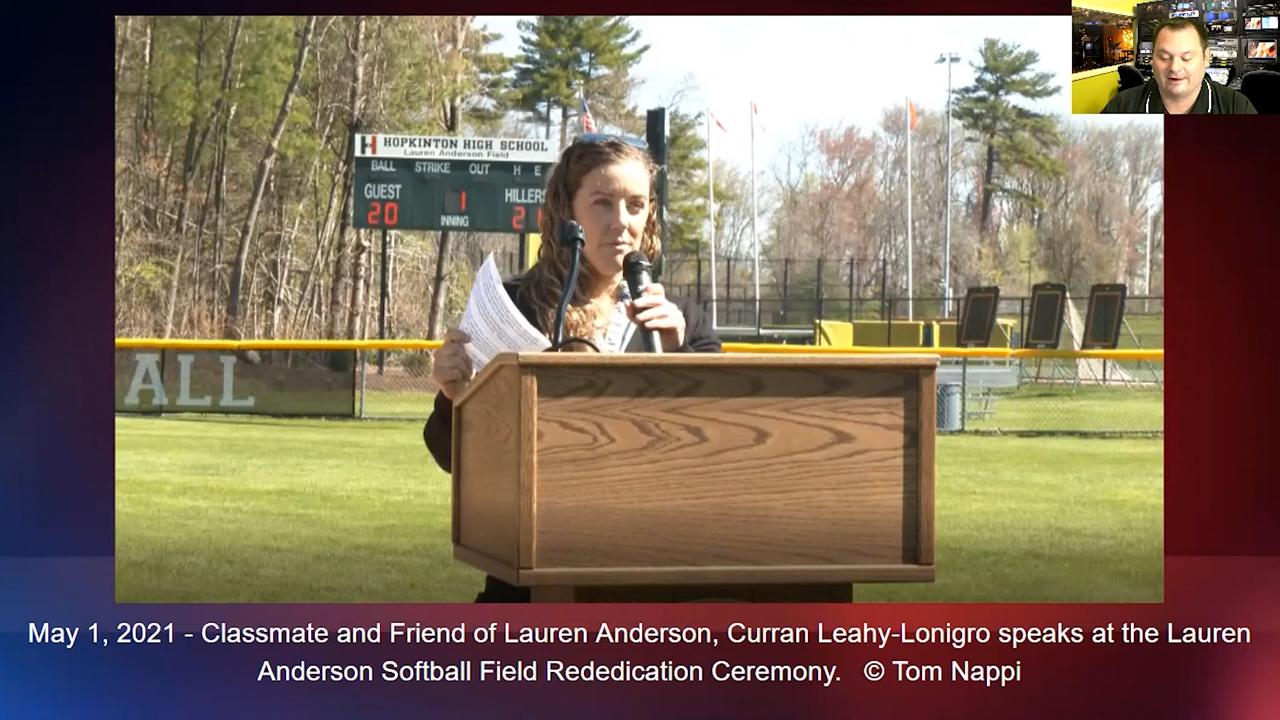 HOPKINTON HIGH SCHOOL
Lauren Anderson Field
BALL STRIKE OUT H E
GUEST 1 HILLERS
20 INNING 21
ALL
May 1, 2021 - Classmate and Friend of Lauren Anderson, Curran Leahy-Lonigro speaks at the Lauren
Anderson Softball Field Rededication Ceremony. © Tom Nappi